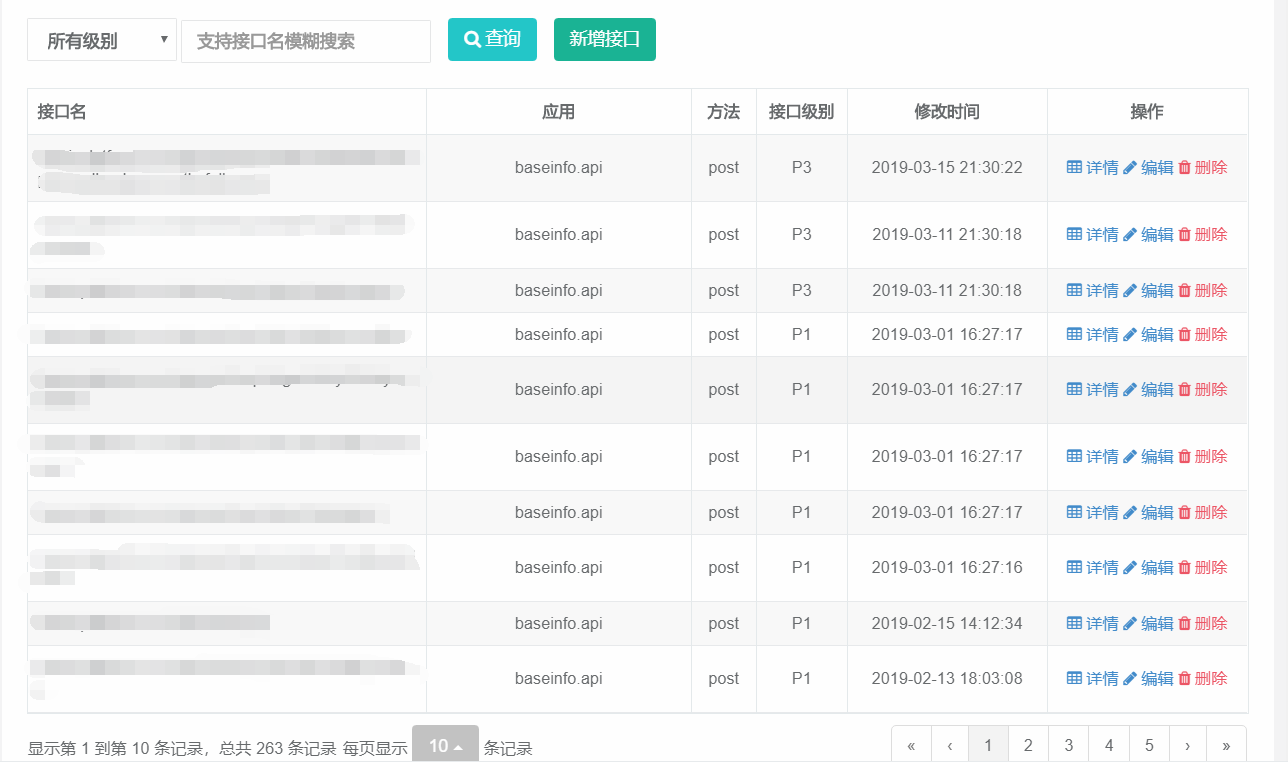 所有级别 ▼ 支持接口名模糊搜索 查询 新增接口
接口名 应用 方法 接口级别 修改时间 操作
baseinfo.api post P3 2019-03-15 21:30:22 详情 编辑 删除
baseinfo.api post P3 2019-03-11 21:30:18 详情 编辑 删除
baseinfo.api post P3 2019-03-11 21:30:18 详情 编辑 删除
baseinfo.api post P1 2019-03-01 16:27:17 详情 编辑 删除
baseinfo.api post P1 2019-03-01 16:27:17 详情 编辑 删除
baseinfo.api post P1 2019-03-01 16:27:17 详情 编辑 删除
baseinfo.api post P1 2019-03-01 16:27:17 详情 编辑 删除
baseinfo.api post P1 2019-03-01 16:27:16 详情 编辑 删除
baseinfo.api post P1 2019-02-15 14:12:34 详情 编辑 删除
baseinfo.api post P1 2019-02-13 18:03:08 详情 编辑 删除
显示第 1 到第 10 条记录，总共 263 条记录 每页显示 10 条记录 « ‹ 1 2 3 4 5 › »